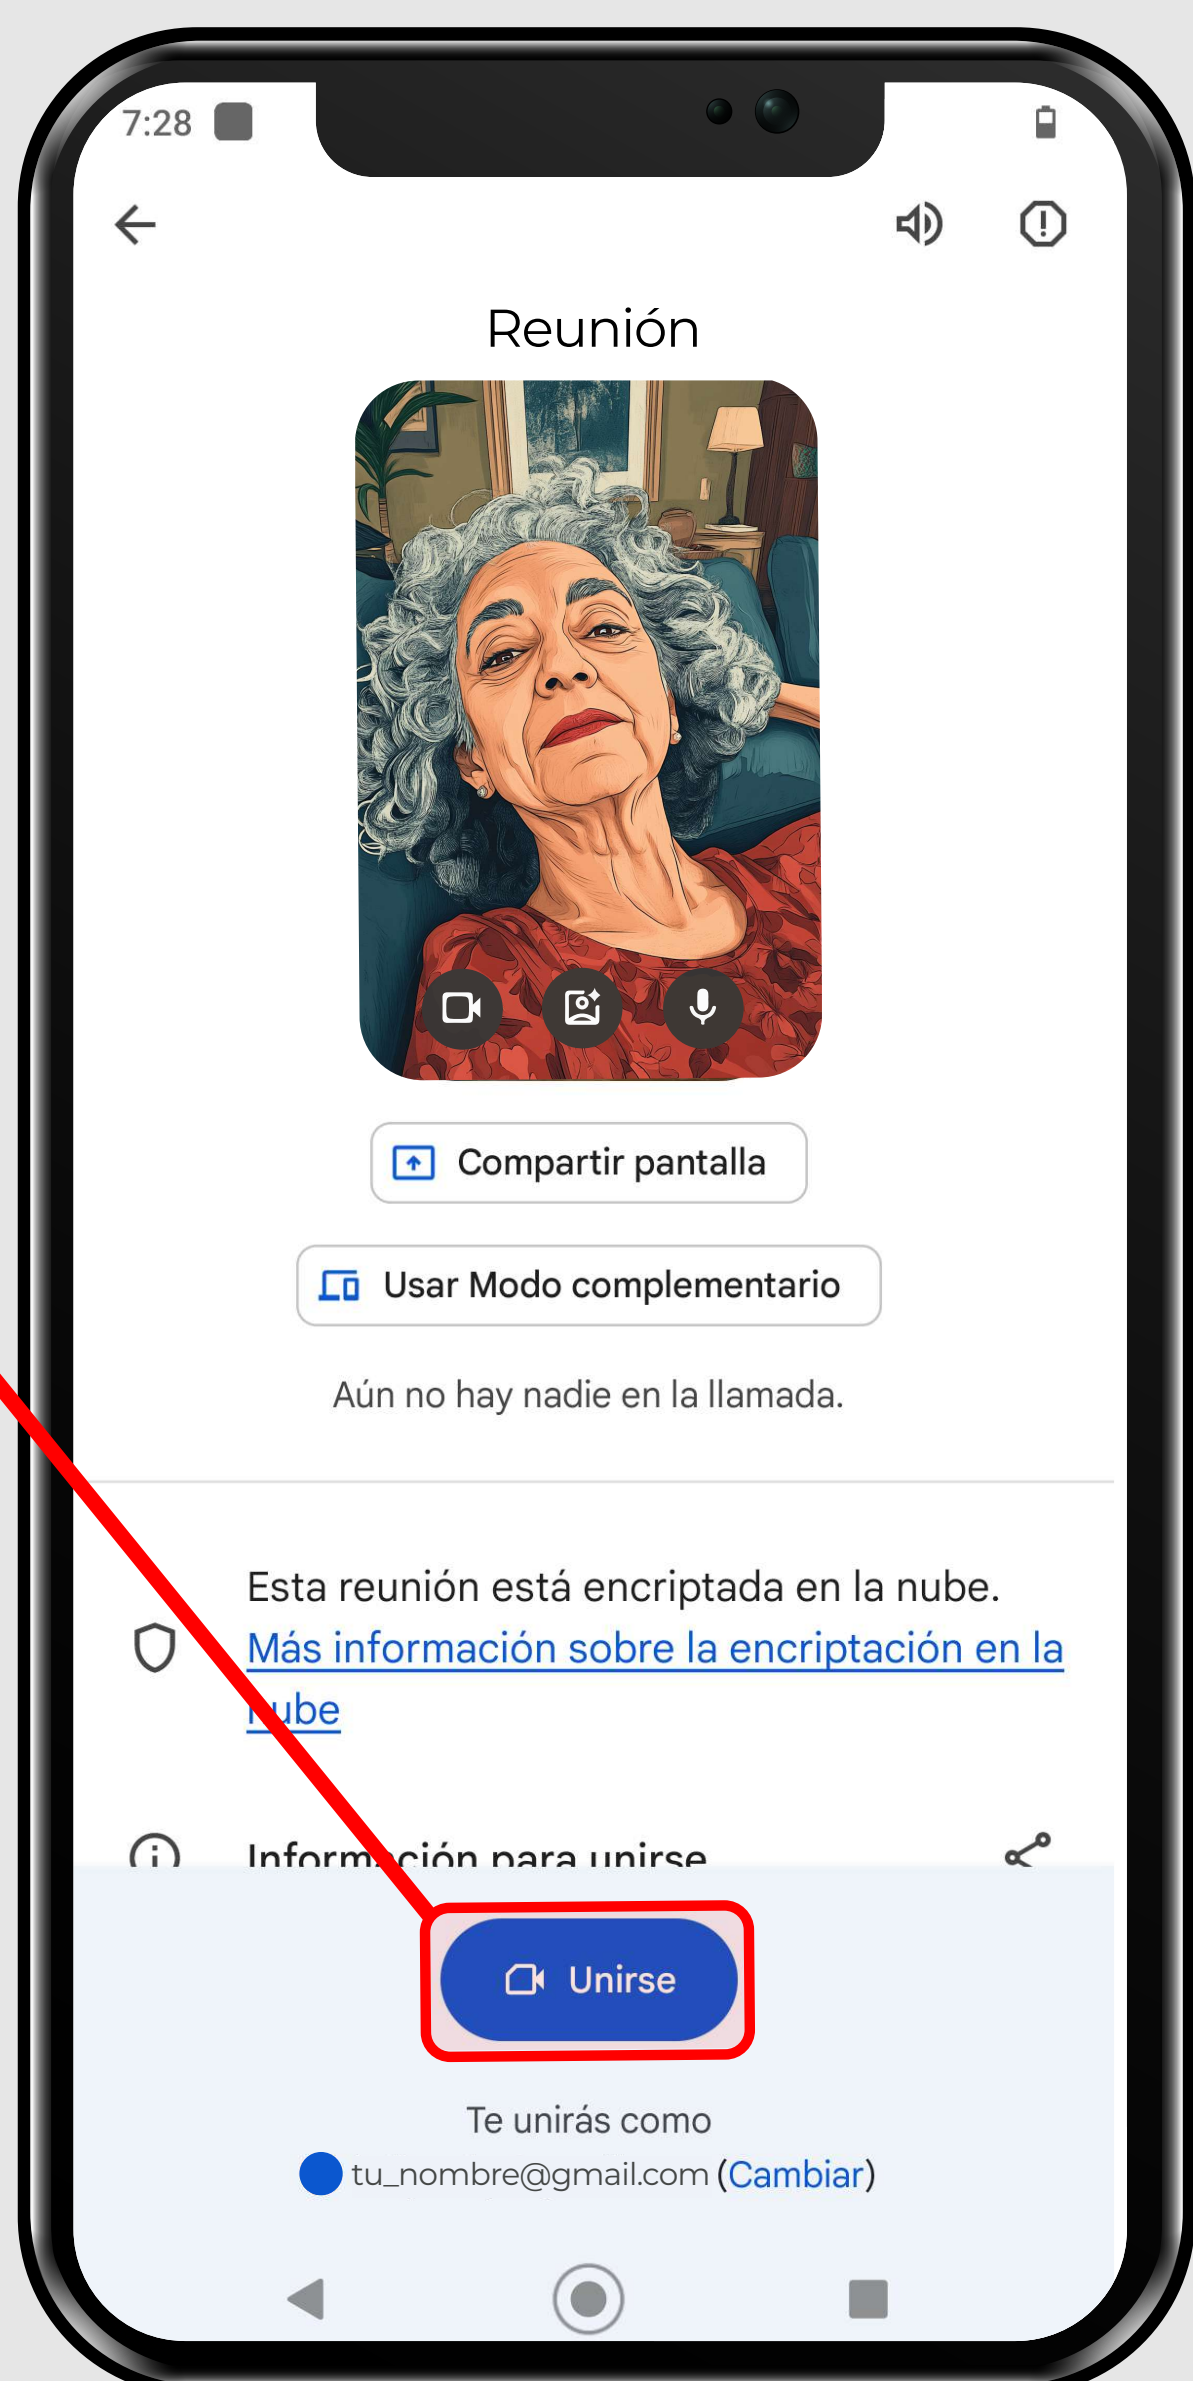 7:28
Reunión
Compartir pantalla
Usar Modo complementario
Aún no hay nadie en la llamada.
Esta reunión está encriptada en la nube.
Más información sobre la encriptación en la
nube
Información para unirse
Unirse
Te unirás como
tu_nombre@gmail.com (Cambiar)